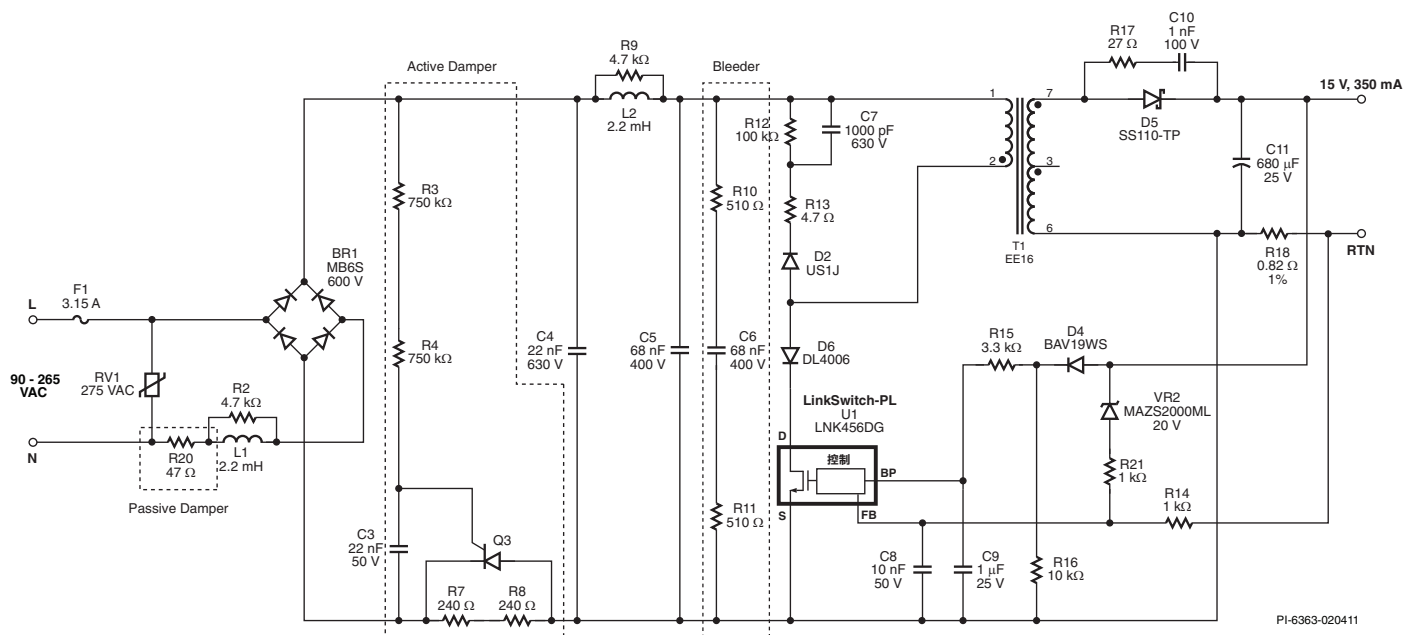 Active Damper
R9
4.7 kΩ
L2
2.2 mH
Bleeder
R17
27 Ω
C10
1 nF
100 V
15 V, 350 mA
D5
SS110-TP
1
2
7
3
6
R12
100 kΩ
C7
1000 pF
630 V
C11
680 μF
25 V
R3
750 kΩ
R10
510 Ω
R13
4.7 Ω
T1
EE16
R18
0.82 Ω
1%
RTN
BR1
MB6S
600 V
D2
US1J
F1
3.15 A
L
R4
750 kΩ
C4
22 nF
630 V
C5
68 nF
400 V
C6
68 nF
400 V
D6
DL4006
R15
3.3 kΩ
D4
BAV19WS
90 - 265
VAC
RV1
275 VAC
R2
4.7 kΩ
L1
2.2 mH
LinkSwitch-PL
U1
LNK456DG
VR2
MAZS2000ML
20 V
N
R20
47 Ω
Passive Damper
D
控制
BP
S
FB
R21
1 kΩ
R14
1 kΩ
R11
510 Ω
C3
22 nF
50 V
Q3
R7
240 Ω
R8
240 Ω
C8
10 nF
50 V
C9
1 μF
25 V
R16
10 kΩ
PI-6363-020411